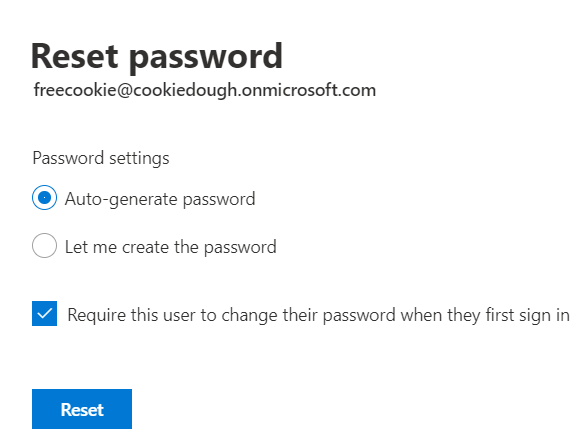 Reset password
freecookie@cookiedough.onmicrosoft.com
Password settings
Auto-generate password
Let me create the password
Require this user to change their password when they first sign in
Reset